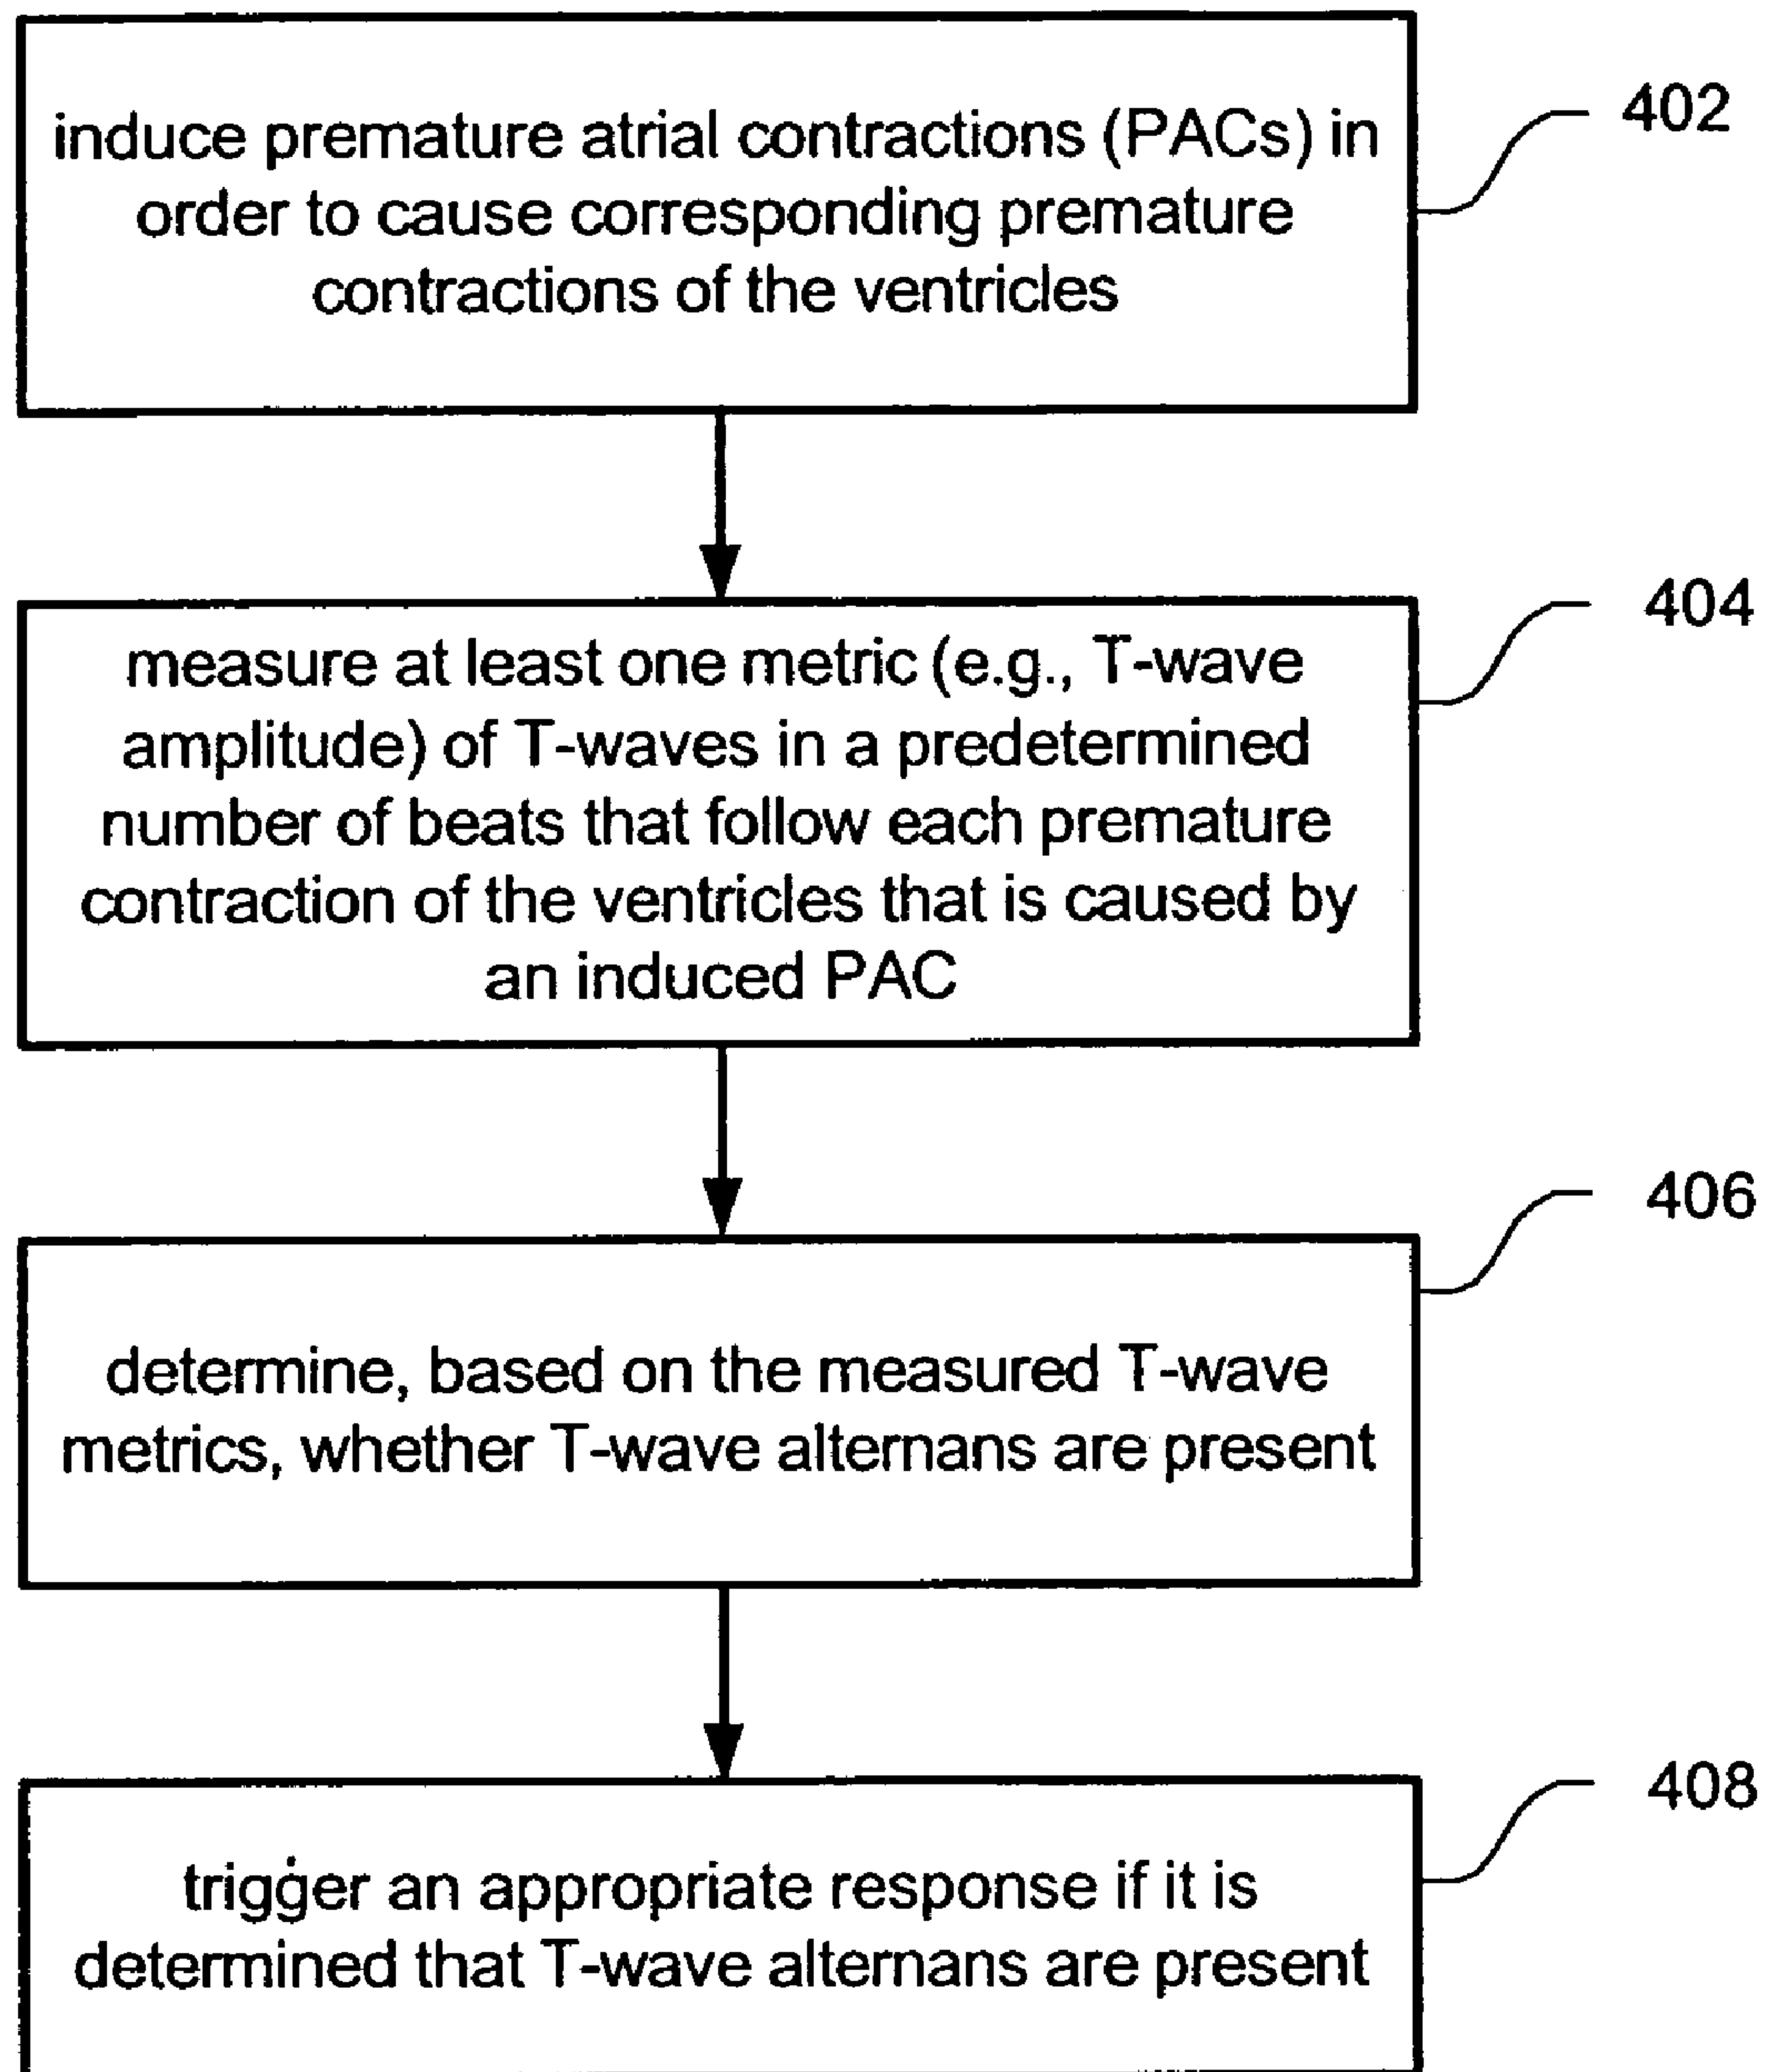 induce premature atrial contractions (PACs) in
order to cause corresponding premature
contractions of the ventricles
402
measure at least one metric (e.g., T-wave
amplitude) of T-waves in a predetermined
number of beats that follow each premature
contraction of the ventricles that is caused by
an induced PAC
404
determine, based on the measured T-wave
metrics, whether T-wave alternans are present
406
trigger an appropriate response if it is
determined that T-wave alternans are present
408